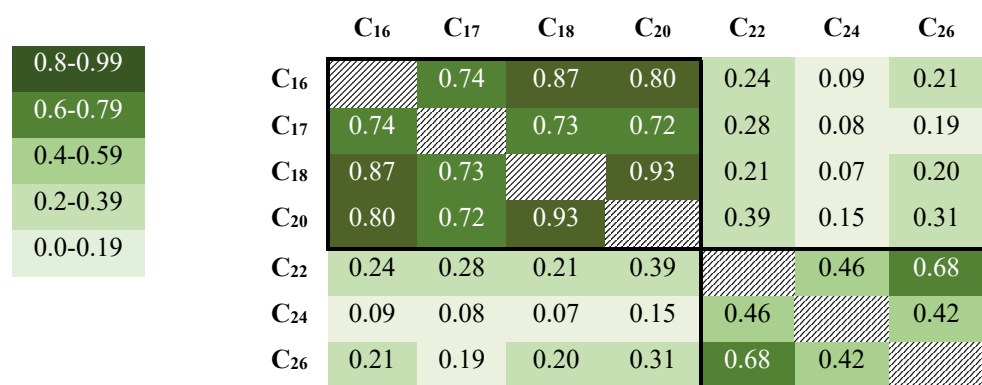 C₁₆ C₁₇ C₁₈ C₂₀ C₂₂ C₂₄ C₂₆
0.8-0.99
0.6-0.79
0.4-0.59
0.2-0.39
0.0-0.19
C₁₆ 0.74 0.87 0.80 0.24 0.09 0.21
C₁₇ 0.74 0.73 0.72 0.28 0.08 0.19
C₁₈ 0.87 0.73 0.93 0.21 0.07 0.20
C₂₀ 0.80 0.72 0.93 0.39 0.15 0.31
C₂₂ 0.24 0.28 0.21 0.39 0.46 0.68
C₂₄ 0.09 0.08 0.07 0.15 0.46 0.42
C₂₆ 0.21 0.19 0.20 0.31 0.68 0.42